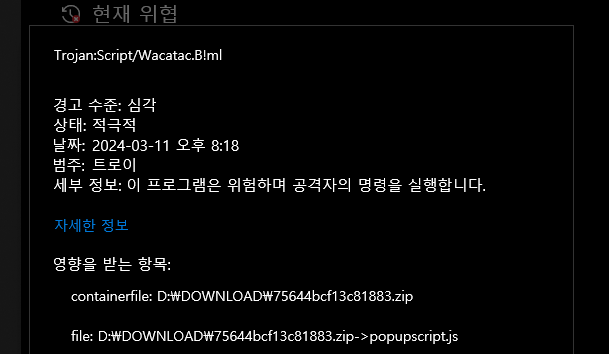 현재 위협
Trojan:Script/Wacatac.B!ml
경고 수준: 심각
상태: 적극적
날짜: 2024-03-11 오후 8:18
범주: 트로이
세부 정보: 이 프로그램은 위험하며 공격자의 명령을 실행합니다.
자세한 정보
영향을 받는 항목:
containerfile: D:₩DOWNLOAD₩75644bcf13c81883.zip
file: D:₩DOWNLOAD₩75644bcf13c81883.zip->popupscript.js